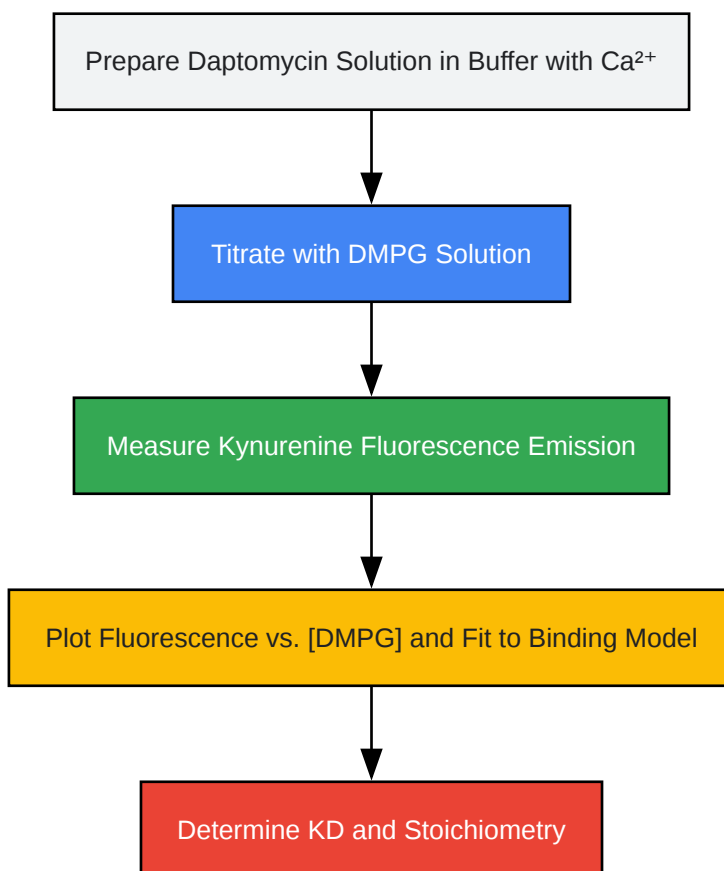 Prepare Daptomycin Solution in Buffer with Ca²⁺
Titrate with DMPG Solution
Measure Kynurenine Fluorescence Emission
Plot Fluorescence vs. [DMPG] and Fit to Binding Model
Determine KD and Stoichiometry